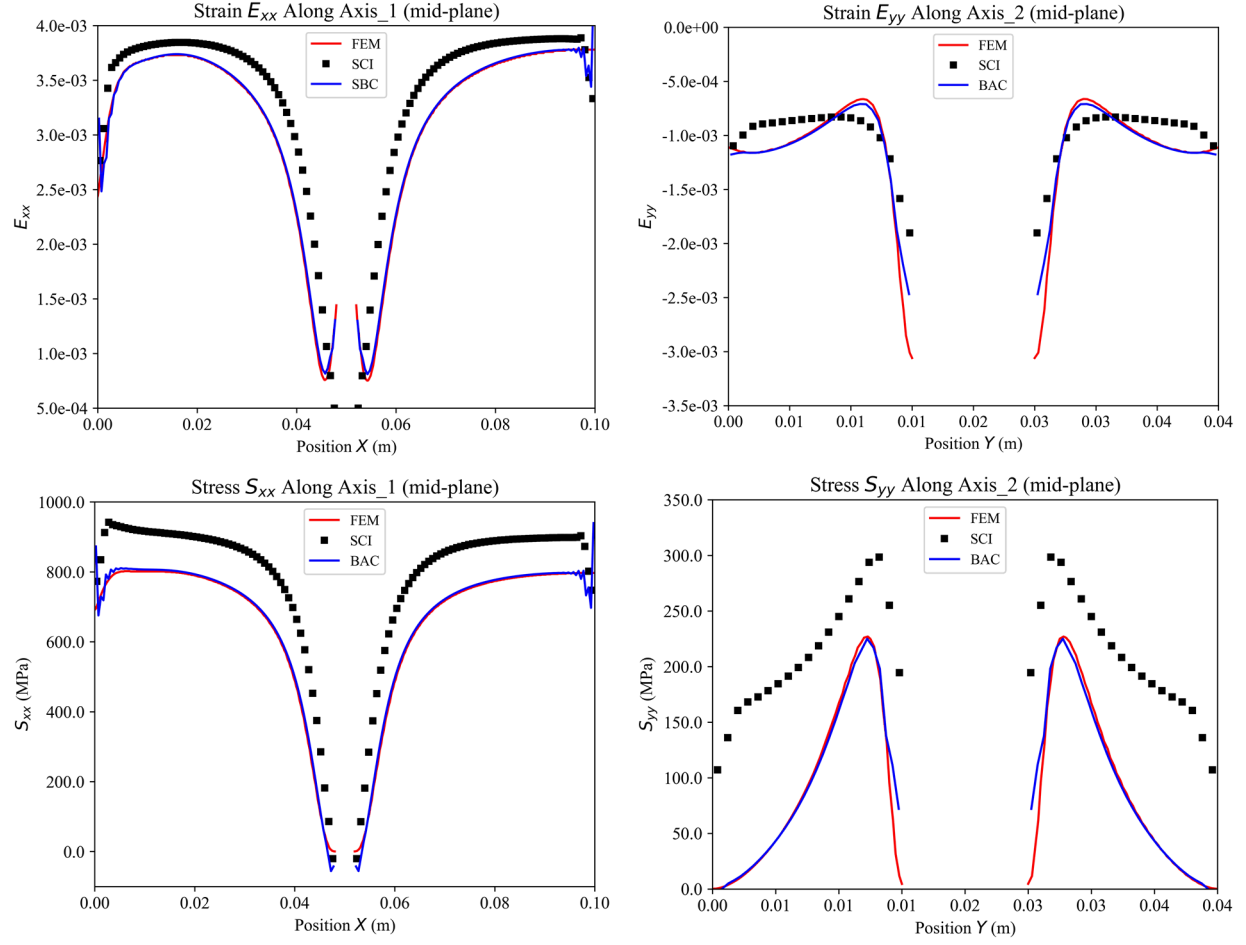 Strain Exx Along Axis_1 (mid-plane)
4.0e-03
3.5e-03
3.0e-03
2.5e-03
2.0e-03
1.5e-03
1.0e-03
5.0e-04
Exx
FEM
SCI
SBC
0.00
0.02
0.04
0.06
0.08
0.10
Position X (m)
Strain Eyy Along Axis_2 (mid-plane)
0.0e+00
-5.0e-04
-1.0e-03
-1.5e-03
-2.0e-03
-2.5e-03
-3.0e-03
-3.5e-03
Eyy
FEM
SCI
BAC
0.00
0.01
0.01
0.01
0.02
0.03
0.03
0.04
0.04
Position Y (m)
Stress Sxx Along Axis_1 (mid-plane)
1000.0
800.0
600.0
400.0
200.0
0.0
Sxx (MPa)
FEM
SCI
BAC
0.00
0.02
0.04
0.06
0.08
0.10
Position X (m)
Stress Syy Along Axis_2 (mid-plane)
350.0
300.0
250.0
200.0
150.0
100.0
50.0
0.0
Syy (MPa)
FEM
SCI
BAC
0.00
0.01
0.01
0.01
0.02
0.03
0.03
0.04
0.04
Position Y (m)